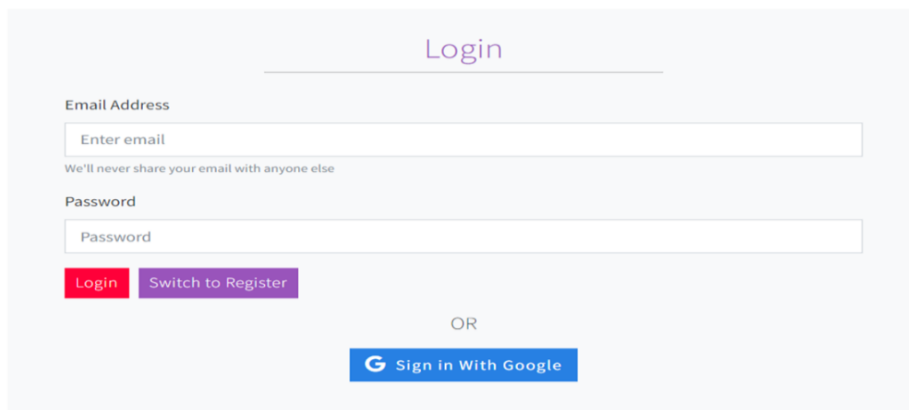 Login
Email Address
Enter email
We'll never share your email with anyone else
Password
Password
Login Switch to Register
OR
G Sign in With Google